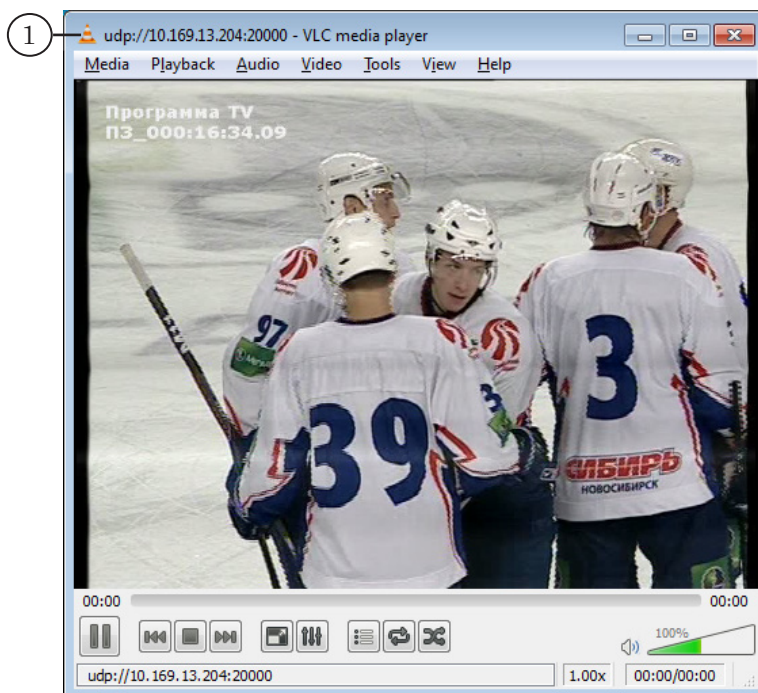 1
udp://10.169.13.204:20000 - VLC media player
Media Playback Audio Video Tools View Help
Программа TV
ПЗ_000:16:34.09
97
39
3
3
СИБИРЬ
НОВОСИБИРСК
00:00 00:00
100%
udp://10.169.13.204:20000 1.00x 00:00/00:00